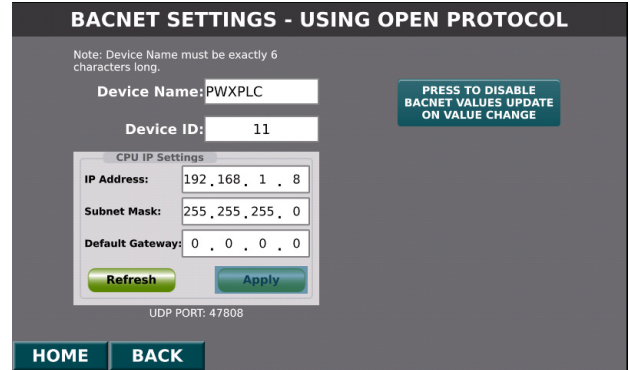 BACNET SETTINGS - USING OPEN PROTOCOL
Note: Device Name must be exactly 6
characters long.
Device Name: PWXPLC
Device ID: 11
PRESS TO DISABLE
BACNET VALUES UPDATE
ON VALUE CHANGE
CPU IP Settings
IP Address: 192 . 168 . 1 . 8
Subnet Mask: 255 . 255 . 255 . 0
Default Gateway: 0 . 0 . 0 . 0
Refresh Apply
UDP PORT: 47808
HOME BACK